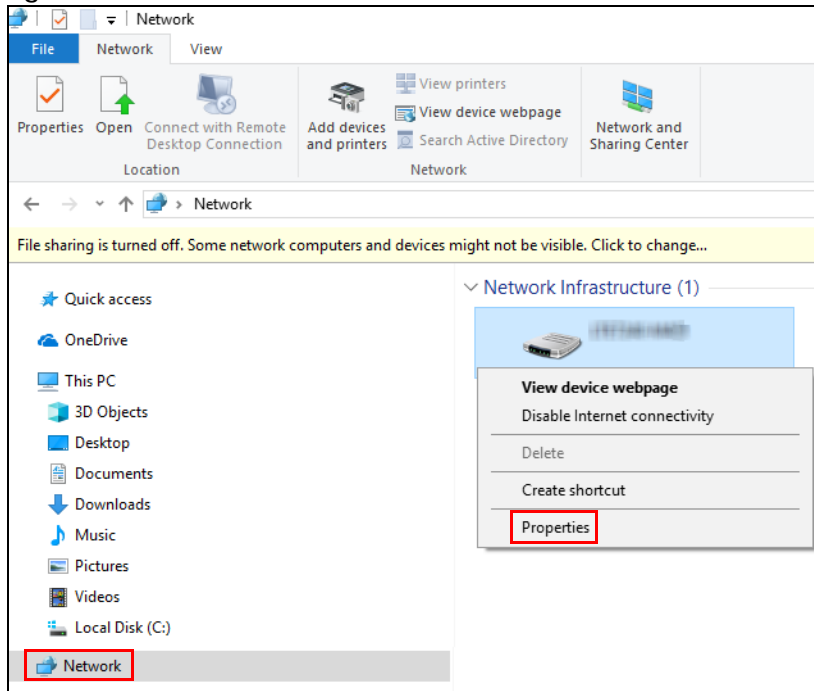 Network
File Network View
Properties Open Connect with Remote Desktop Connection
Add devices and printers
View printers
View device webpage
Search Active Directory
Network and Sharing Center
Location Network
Network
File sharing is turned off. Some network computers and devices might not be visible. Click to change...
Quick access
OneDrive
This PC
3D Objects
Desktop
Documents
Downloads
Music
Pictures
Videos
Local Disk (C:)
Network
Network Infrastructure (1)
View device webpage
Disable Internet connectivity
Delete
Create shortcut
Properties